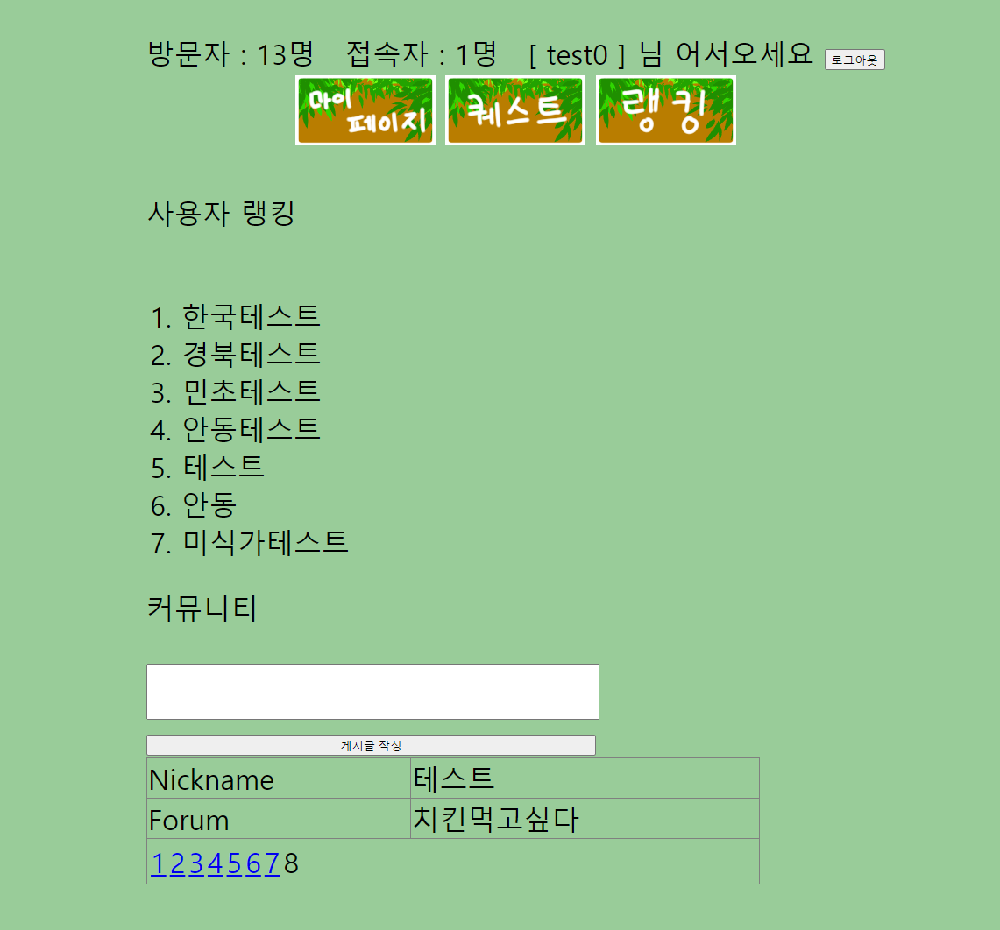 방문자 : 13명 접속자 : 1명 [ test0 ] 님 어서오세요 로그아웃
마이 페이지 퀘스트 랭킹
사용자 랭킹
1. 한국테스트
2. 경북테스트
3. 민초테스트
4. 안동테스트
5. 테스트
6. 안동
7. 미식가테스트
커뮤니티
게시글 작성
Nickname 테스트
Forum 치킨먹고싶다
1 2 3 4 5 6 7 8